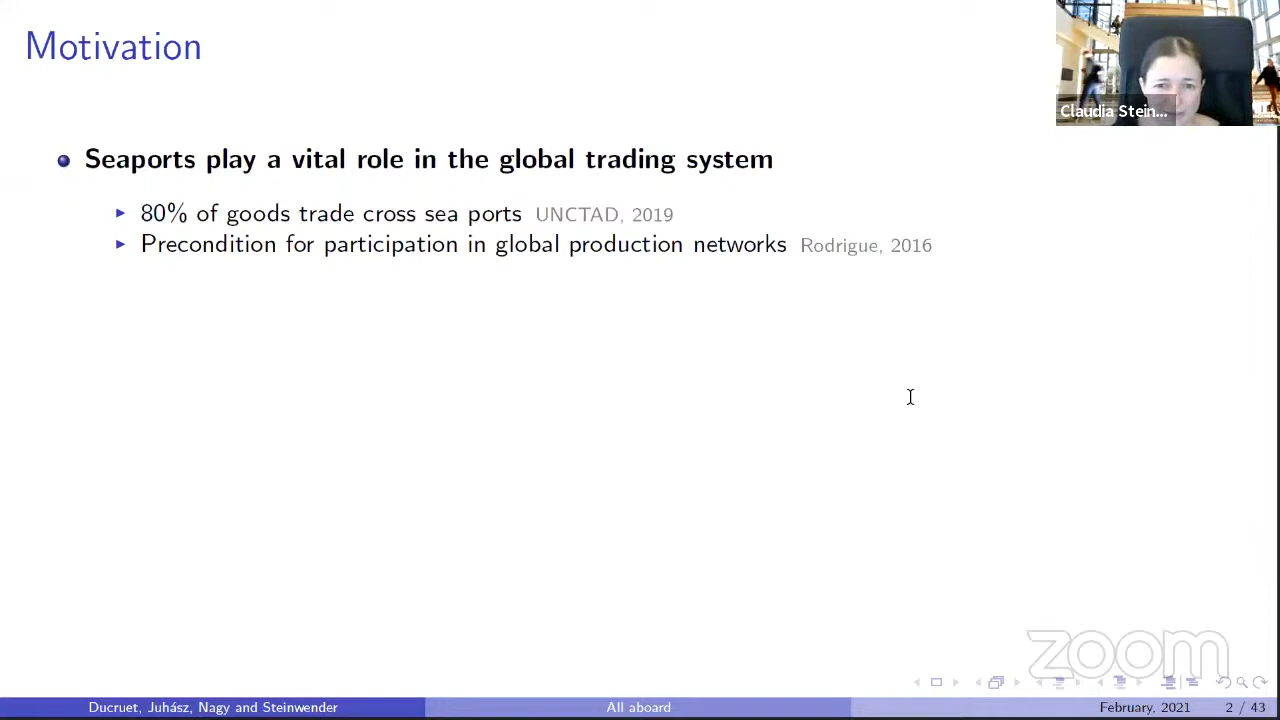 Motivation
Claudia Stein...
Seaports play a vital role in the global trading system
80% of goods trade cross sea ports UNCTAD, 2019
Precondition for participation in global production networks Rodrigue, 2016
zoom
Ducruet, Juhász, Nagy and Steinwender
All aboard
February, 2021
2 / 43